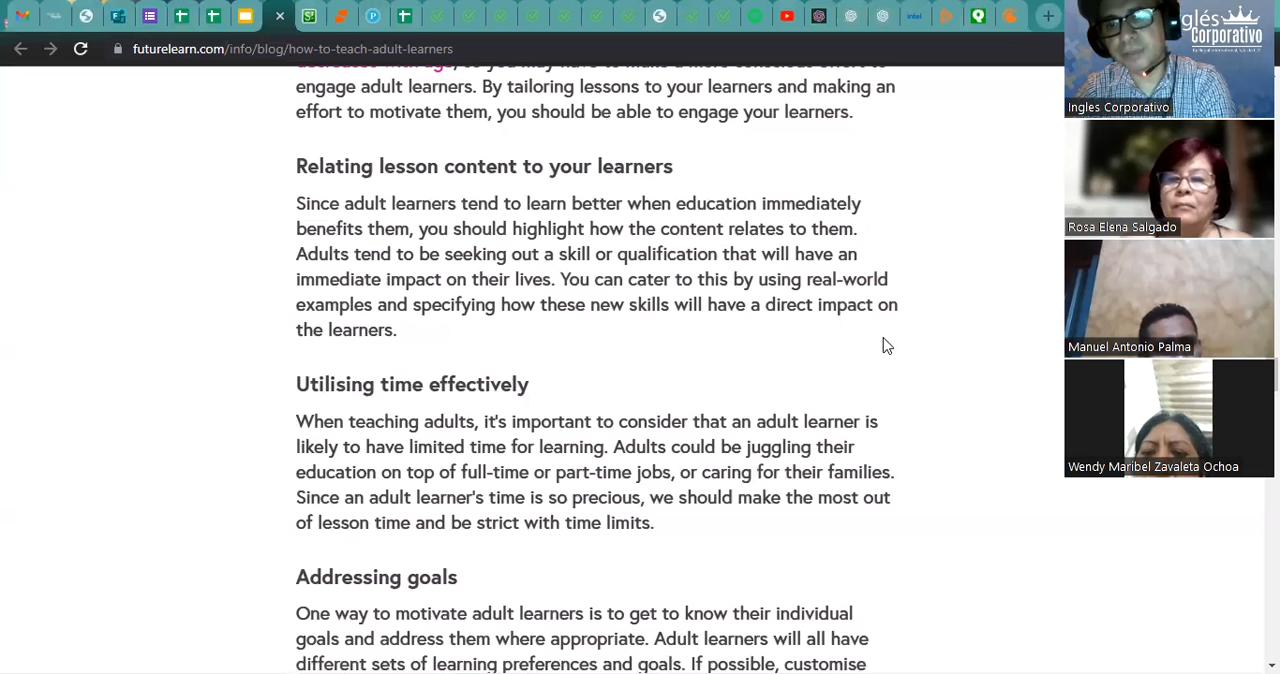 futurelearn.com/info/blog/how-to-teach-adult-learners
engage adult learners. By tailoring lessons to your learners and making an
effort to motivate them, you should be able to engage your learners.
Relating lesson content to your learners
Since adult learners tend to learn better when education immediately
benefits them, you should highlight how the content relates to them.
Adults tend to be seeking out a skill or qualification that will have an
immediate impact on their lives. You can cater to this by using real-world
examples and specifying how these new skills will have a direct impact on
the learners.
Utilising time effectively
When teaching adults, it's important to consider that an adult learner is
likely to have limited time for learning. Adults could be juggling their
education on top of full-time or part-time jobs, or caring for their families.
Since an adult learner's time is so precious, we should make the most out
of lesson time and be strict with time limits.
Addressing goals
One way to motivate adult learners is to get to know their individual
goals and address them where appropriate. Adult learners will all have
different sets of learning preferences and goals. If possible, customise
glés
Corporativo
Ingles Corporativo
Rosa Elena Salgado
Manuel Antonio Palma
Wendy Maribel Zavaleta Ochoa